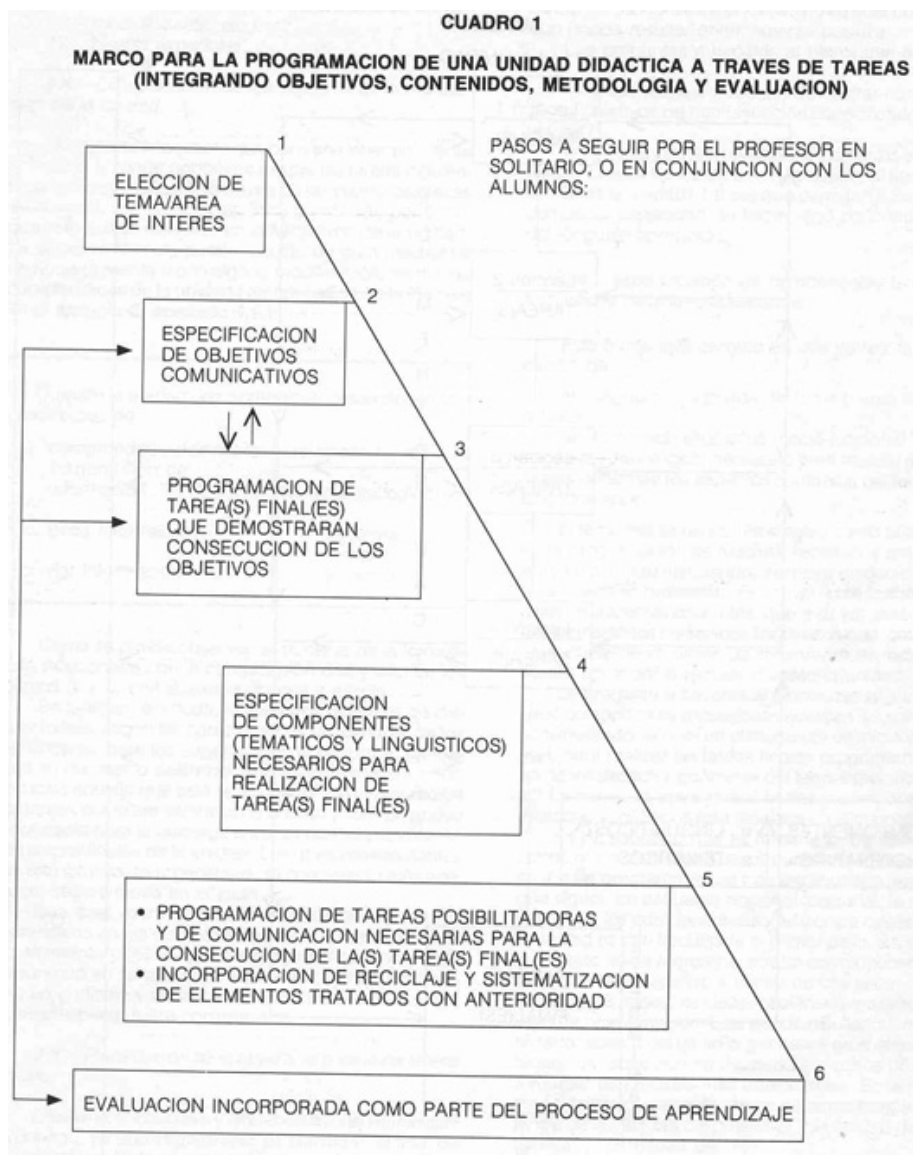 CUADRO 1
MARCO PARA LA PROGRAMACION DE UNA UNIDAD DIDACTICA A TRAVES DE TAREAS
(INTEGRANDO OBJETIVOS, CONTENIDOS, METODOLOGIA Y EVALUACION)
PASOS A SEGUIR POR EL PROFESOR EN
SOLITARIO, O EN CONJUNCION CON LOS
ALUMNOS:
1
ELECCION DE
TEMA/AREA
DE INTERES
2
ESPECIFICACION
DE OBJETIVOS
COMUNICATIVOS
3
PROGRAMACION DE
TAREA(S) FINAL(ES)
QUE DEMOSTRARAN
CONSECUCION DE LOS
OBJETIVOS
4
ESPECIFICACION
DE COMPONENTES
(TEMATICOS Y LINGUISTICOS)
NECESARIOS PARA
REALIZACION DE
TAREA(S) FINAL(ES)
5
• PROGRAMACION DE TAREAS POSIBILITADORAS
Y DE COMUNICACION NECESARIAS PARA LA
CONSECUCION DE LA(S) TAREA(S) FINAL(ES)
• INCORPORACION DE RECICLAJE Y SISTEMATIZACION
DE ELEMENTOS TRATADOS CON ANTERIORIDAD
6
EVALUACION INCORPORADA COMO PARTE DEL PROCESO DE APRENDIZAJE